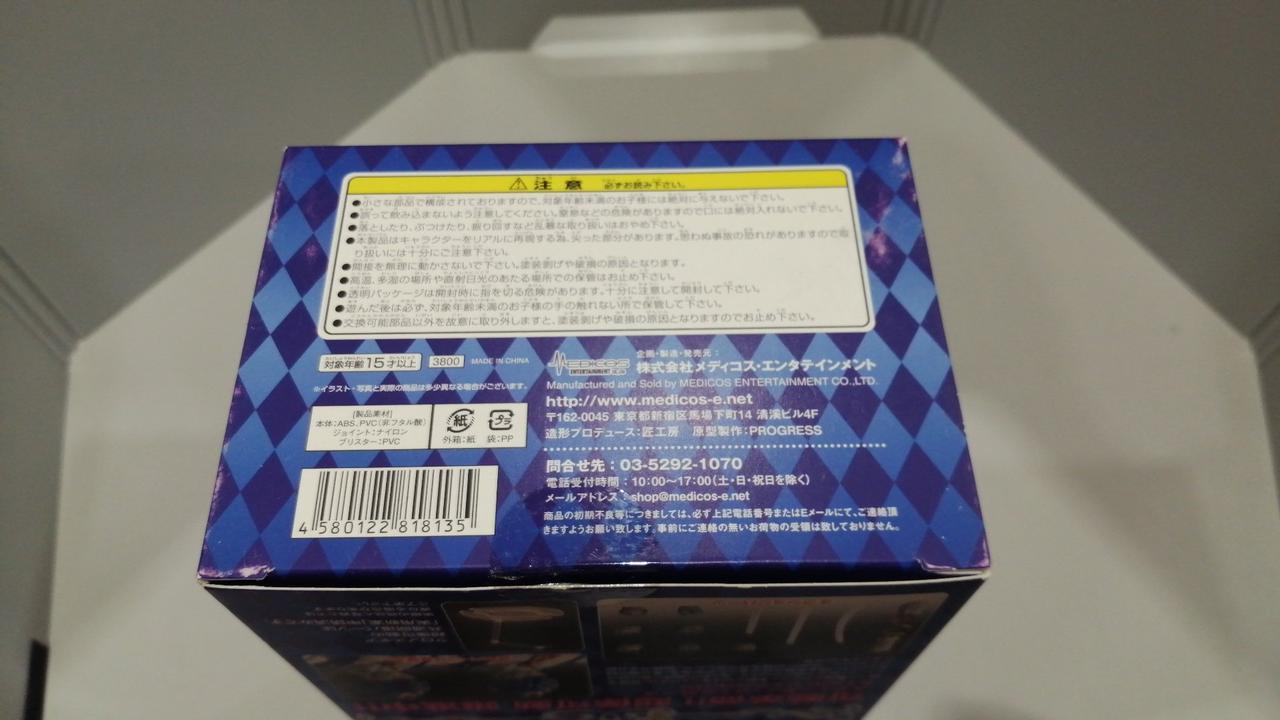 注意 必ずお読み下さい。
●小さな部品で構成されておりますので、対象年齢未満のお子様には絶対に与えないで下さい。
●誤って飲み込まないよう注意してください。窒息などの危険がありますので口には絶対入れないで下さい。
●落としたり、ぶつけたり、振り回すなど乱暴な取り扱いはおやめ下さい。
●本製品はキャラクターをリアルに再現する為、尖った部分があります。思わぬ事故の恐れがありますので取
り扱いには十分にご注意下さい。
●間接を無理に動かさないで下さい。塗装剥げや破損の原因となります。
●高温、多湿の場所や直射日光のあたる場所での保管はお止め下さい。
●透明パッケージは開封時に指を切る危険があります。十分に注意して開封して下さい。
●遊んだ後は必ず、対象年齢未満のお子様の手の触れない所で保管して下さい。
●交換可能部品以外を故意に取り外しますと、塗装剥げや破損の原因となりますのでお止め下さい。
対象年齢15才以上 3800 MADE IN CHINA
※イラスト・写真と実際の商品は多少異なる場合がございます。
[製品素材]
本体:ABS、PVC(非フタル酸)
ジョイント:ナイロン
ブリスター:PVC
紙
外箱:紙
プラ
袋:PP
4 580122 818135
MEDICOS
ENTERTAINMENT
企画・製造・発売元:
株式会社メディコス・エンタテインメント
Manufactured and Sold by MEDICOS ENTERTAINMENT CO.,LTD.
http://www.medicos-e.net
〒162-0045 東京都新宿区馬場下町14 清溪ビル4F
造形プロデュース:匠工房 原型製作:PROGRESS
問合せ先:03-5292-1070
電話受付時間:10:00〜17:00(土・日・祝日を除く)
メールアドレス:shop@medicos-e.net
商品の初期不良等につきましては、必ず上記電話番号またはEメールにて、ご連絡頂
きますようお願い致します。事前にご連絡の無いお荷物の受領は致しておりません。